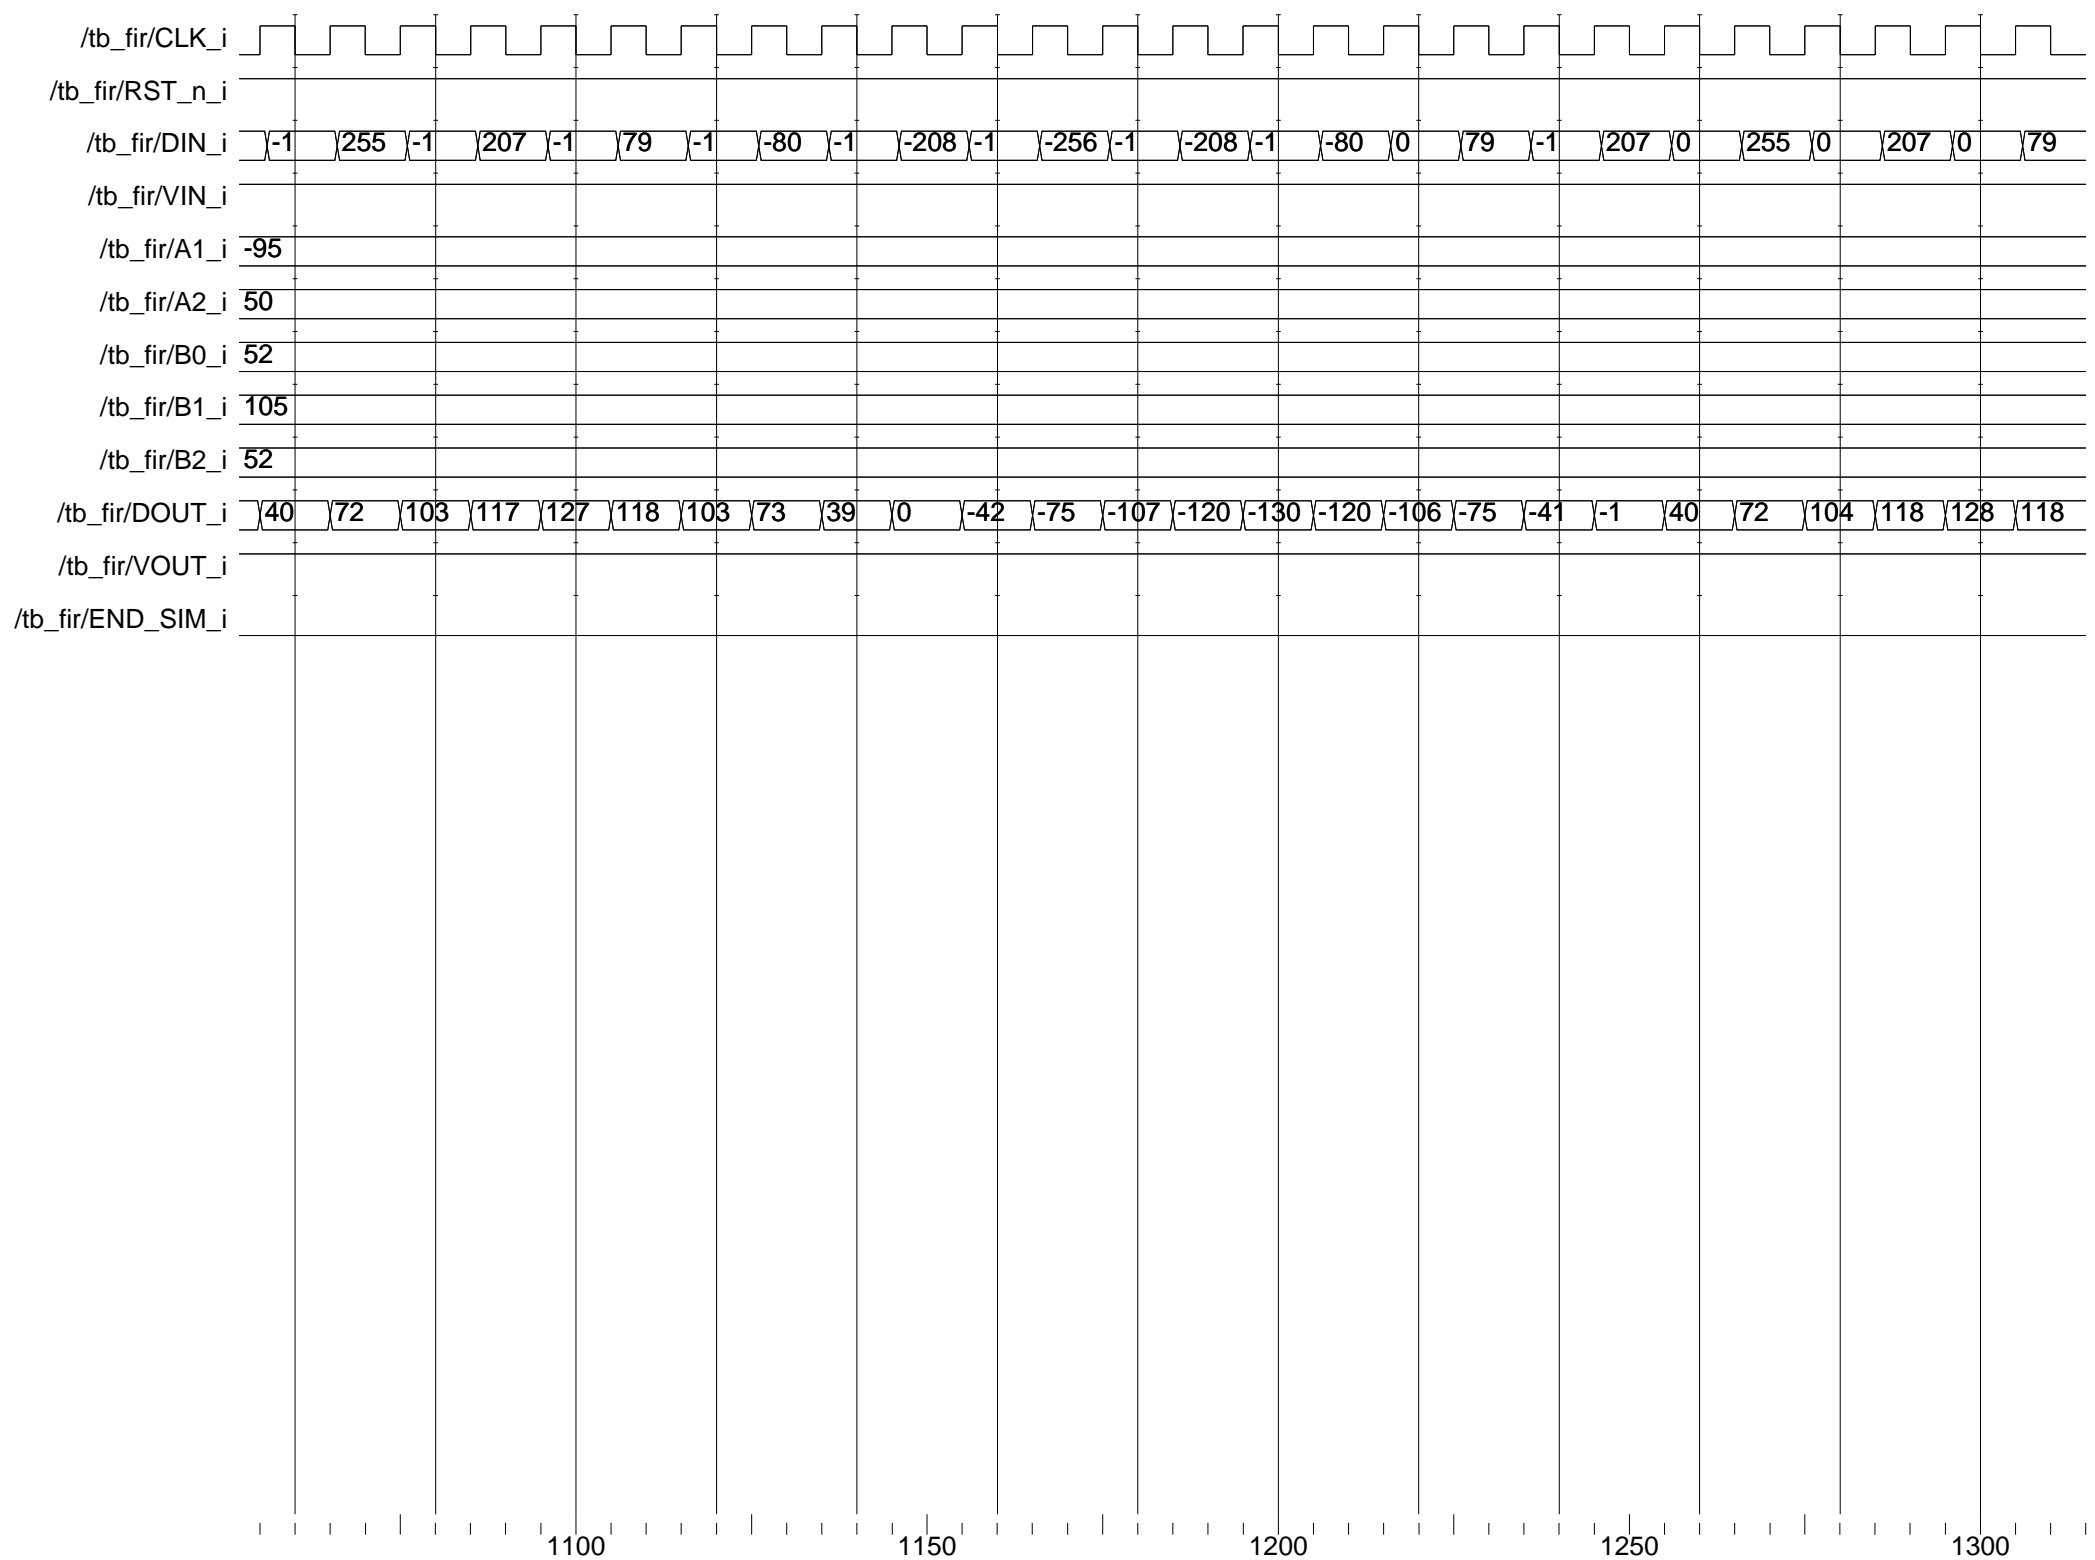 /tb_fir/CLK_i
/tb_fir/RST_n_i
/tb_fir/DIN_i -1 255 -1 207 -1 79 -1 -80 -1 -208 -1 -256 -1 -208 -1 -80 0 79 -1 207 0 255 0 207 0 79
/tb_fir/VIN_i
/tb_fir/A1_i -95
/tb_fir/A2_i 50
/tb_fir/B0_i 52
/tb_fir/B1_i 105
/tb_fir/B2_i 52
/tb_fir/DOUT_i 40 72 103 117 127 118 103 73 39 0 -42 -75 -107 -120 -130 -120 -106 -75 -41 -1 40 72 104 118 128 118
/tb_fir/VOUT_i
/tb_fir/END_SIM_i
1100 1150 1200 1250 1300